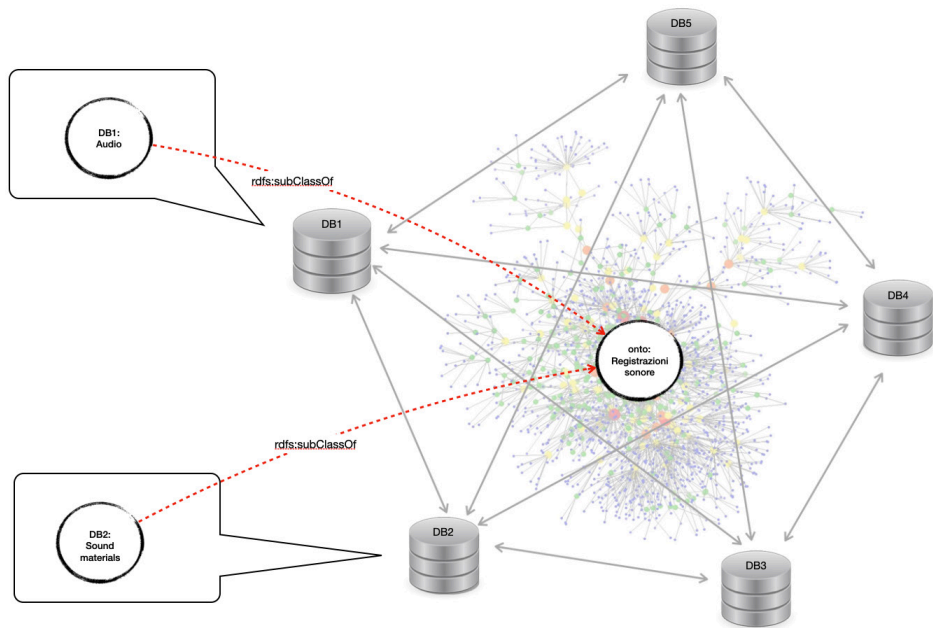 DB5
DB1:
Audio
rdfs:subClassOf
DB1
DB4
onto:
Registrazioni
sonore
rdfs:subClassOf
DB2:
Sound
materials
DB2
DB3